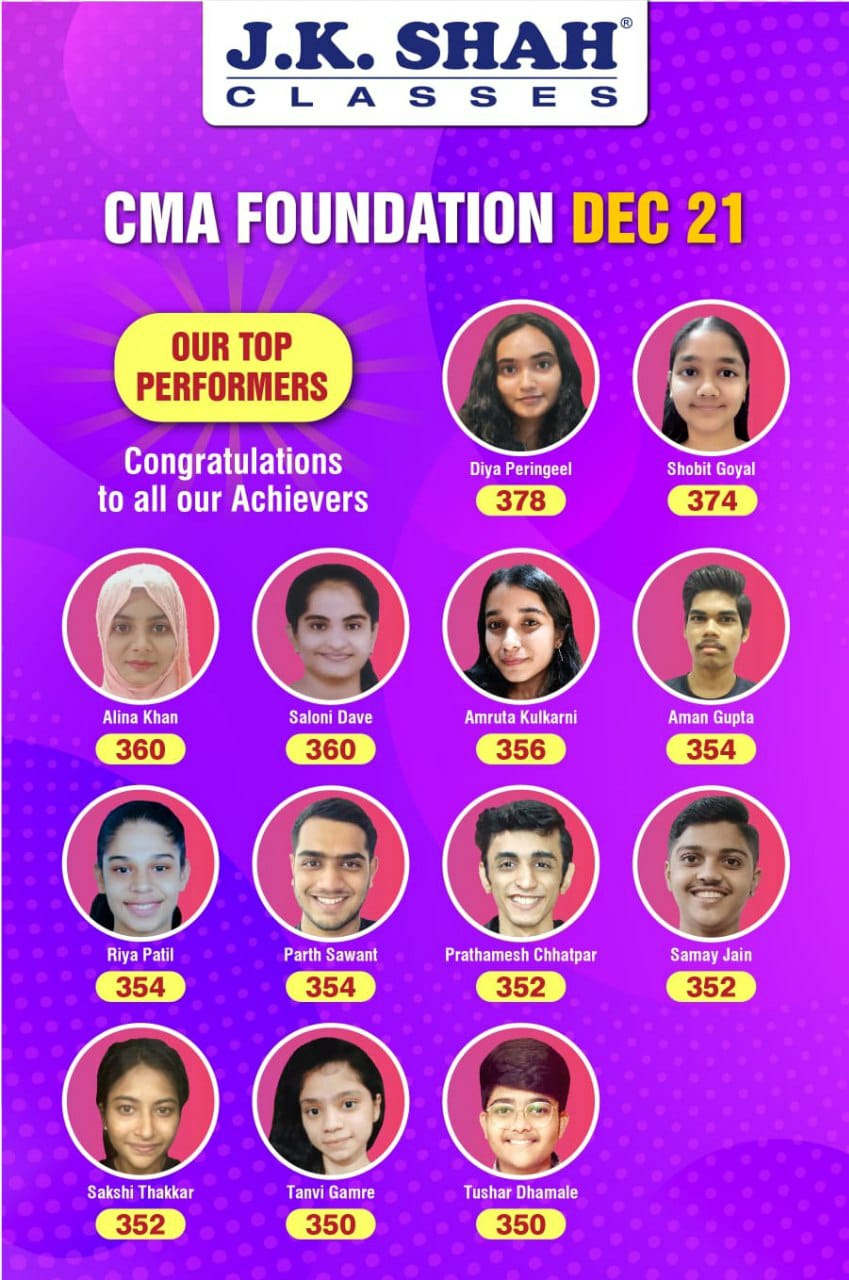 J.K. SHAH®
CLASSES
CMA FOUNDATION DEC 21
OUR TOP
PERFORMERS
Congratulations
to all our Achievers
Diya Peringeel
378
Shobit Goyal
374
Alina Khan
360
Saloni Dave
360
Amruta Kulkarni
356
Aman Gupta
354
Riya Patil
354
Parth Sawant
354
Prathamesh Chhatpar
352
Samay Jain
352
Sakshi Thakkar
352
Tanvi Gamre
350
Tushar Dhamale
350